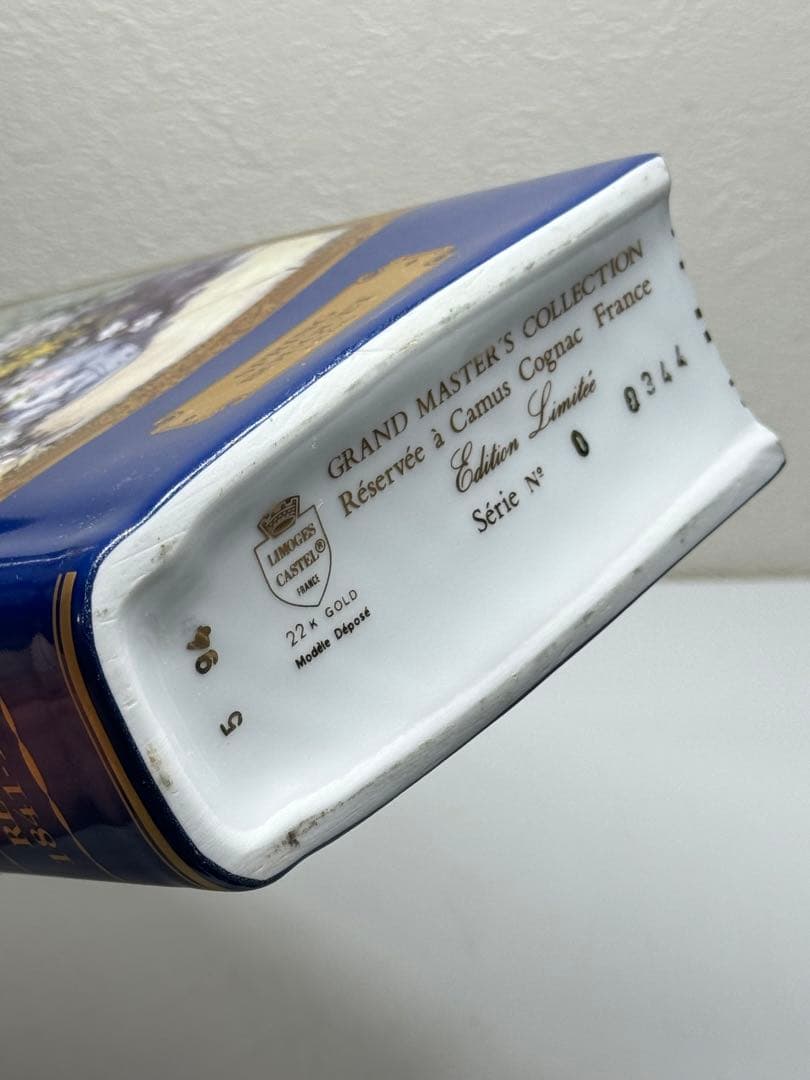 GRAND MASTER'S COLLECTION
Réservée à Camus Cognac France
Edition Limitée
Série Nº 0 0344
LIMOGES
CASTEL®
FRANCE
22 K GOLD
Modèle Déposé
94
5